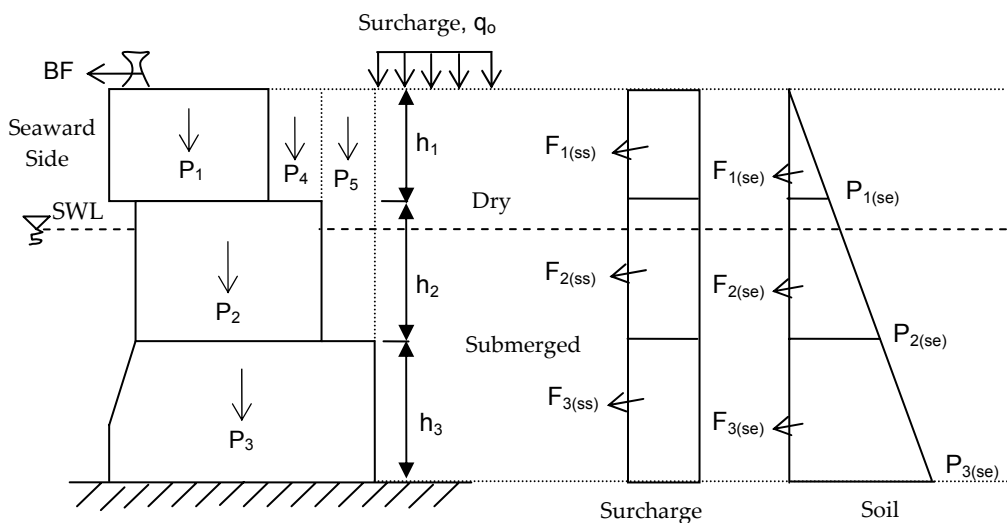 Surcharge, qₒ
BF
Seaward
Side
P₁
P₄
P₅
h₁
F₁₍ss₎
F₁₍se₎
P₁₍se₎
SWL
Dry
P₂
h₂
F₂₍ss₎
F₂₍se₎
P₂₍se₎
Submerged
P₃
h₃
F₃₍ss₎
F₃₍se₎
P₃₍se₎
Surcharge
Soil